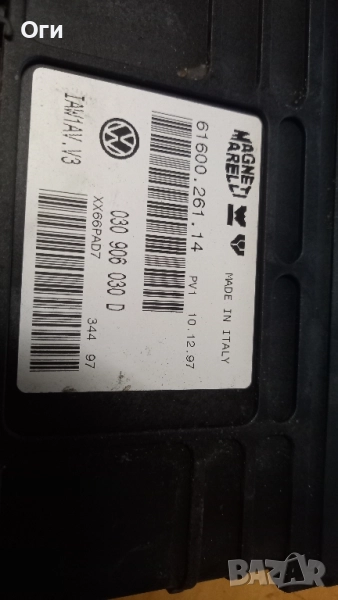 Оги
MAGNETI
MARELLI
MADE IN ITALY
61600.261.14
PV1 10.12.97
030 906 030 D
IAW1AV.V3
XX66PAD7
344 97
BAZAR